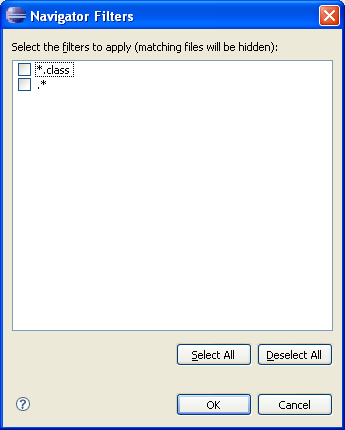 Navigator Filters
Select the filters to apply (matching files will be hidden):
*.class
.*
Select All Deselect All
? OK Cancel